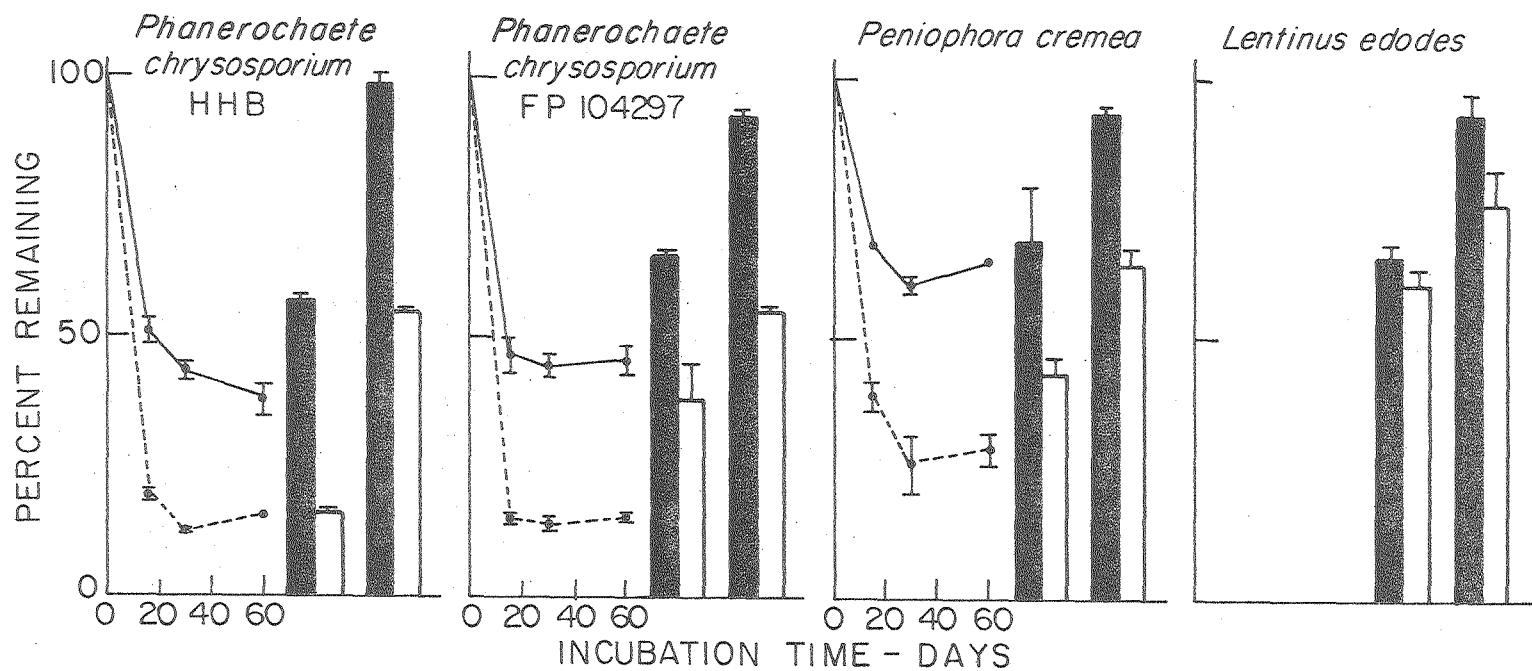 Phanerochaete
chrysosporium
HHB
Phanerochaete
chrysosporium
FP 104297
Peniophora cremea
Lentinus edodes
PERCENT REMAINING
100
50
0
0 20 40 60
0 20 40 60
0 20 40 60
INCUBATION TIME - DAYS